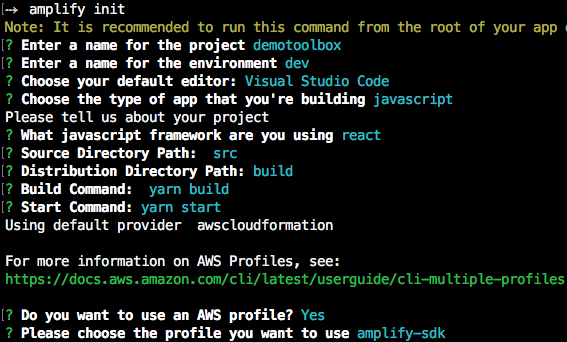 → amplify init
Note: It is recommended to run this command from the root of your app
? Enter a name for the project demotoolbox
? Enter a name for the environment dev
? Choose your default editor: Visual Studio Code
? Choose the type of app that you're building javascript
Please tell us about your project
? What javascript framework are you using react
? Source Directory Path:  src
? Distribution Directory Path: build
? Build Command:  yarn build
? Start Command: yarn start
Using default provider  awscloudformation
For more information on AWS Profiles, see:
https://docs.aws.amazon.com/cli/latest/userguide/cli-multiple-profiles
? Do you want to use an AWS profile? Yes
? Please choose the profile you want to use amplify-sdk